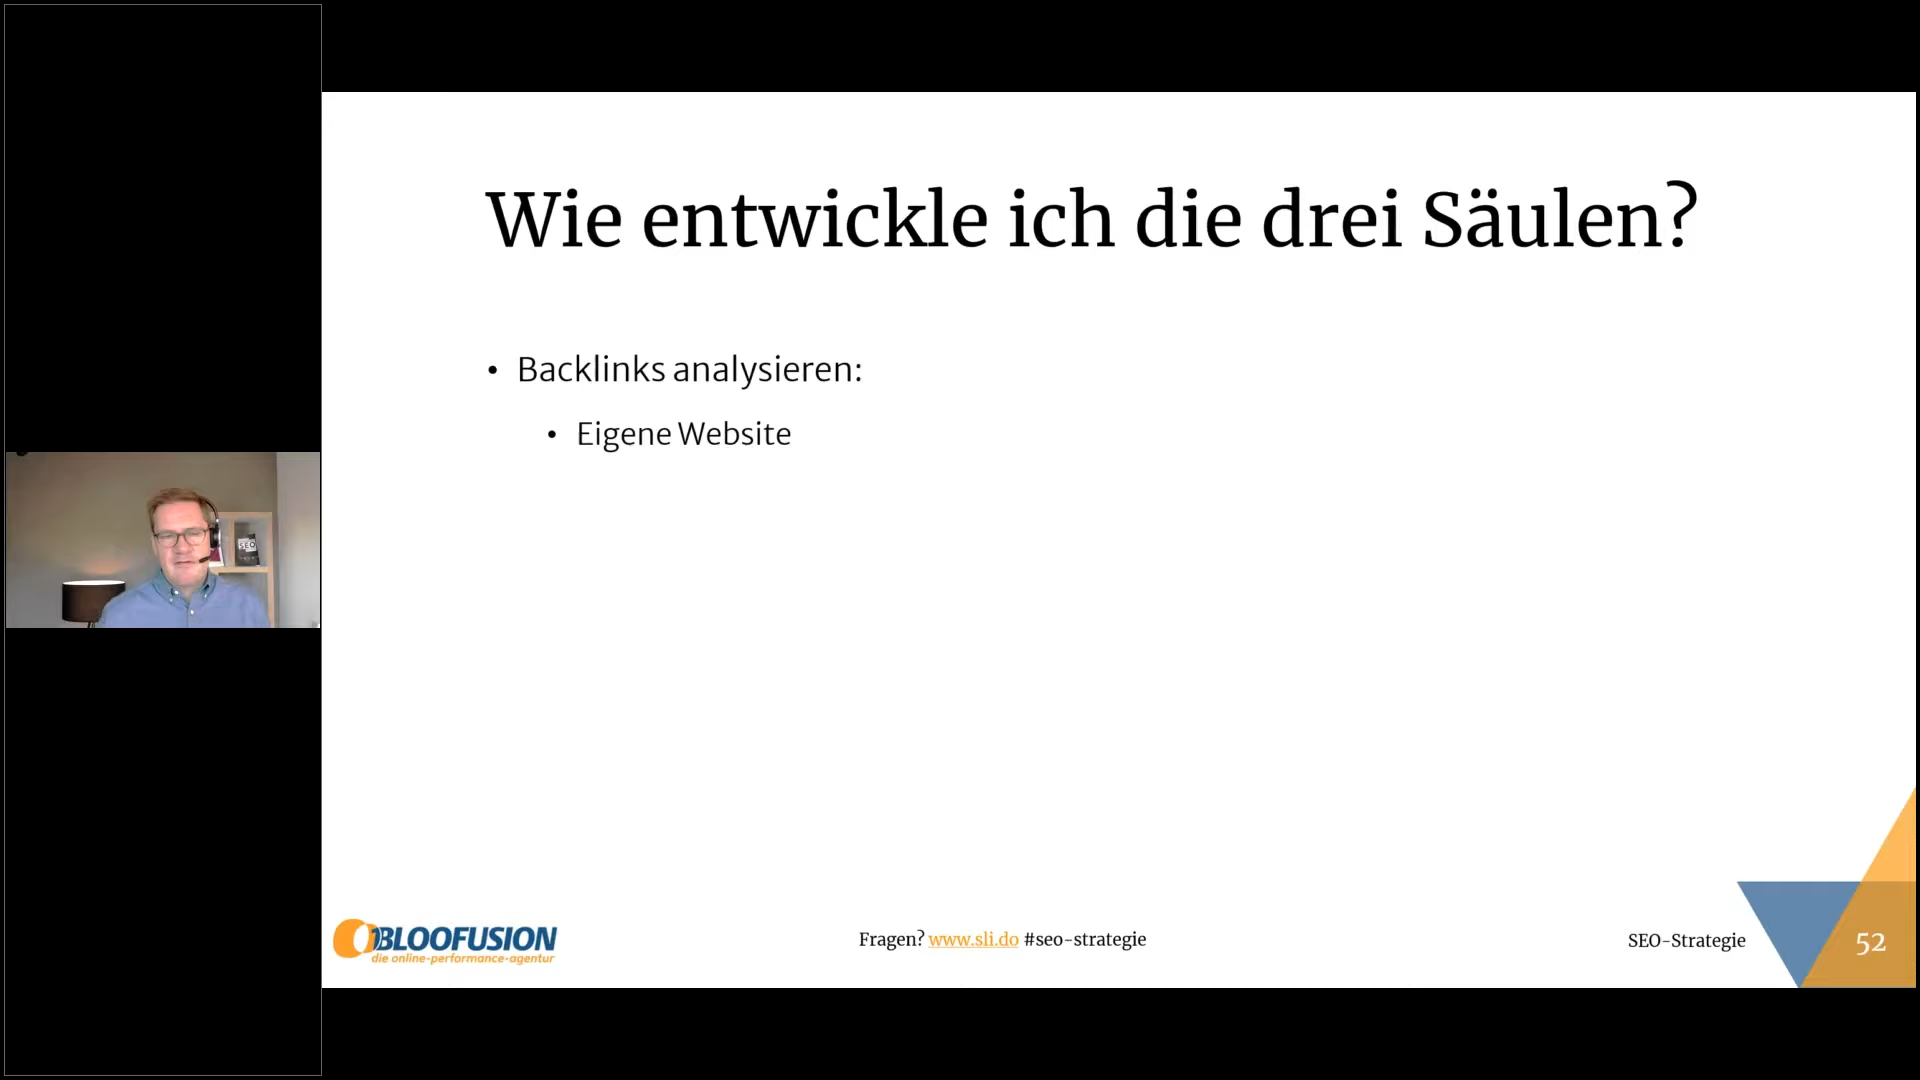 Wie entwickle ich die drei Säulen?
• Backlinks analysieren:
• Eigene Website
SEO
BLOOFUSION
die online-performance-agentur
Fragen? www.sli.do #seo-strategie
SEO-Strategie
52